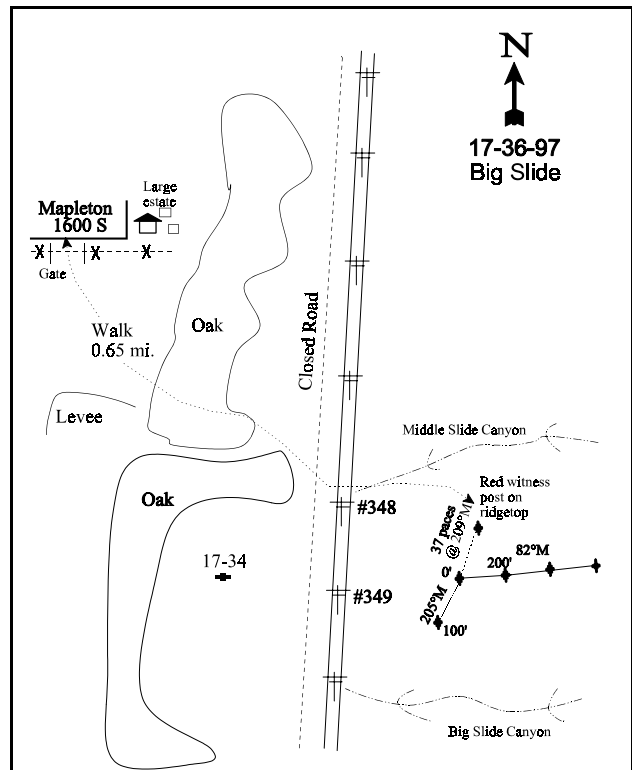 N
17-36-97
Big Slide
Large
estate
Mapleton
1600 S
Gate
Walk
0.65 mi.
Oak
Closed Road
Levee
Middle Slide Canyon
Oak
#348
Red witness
post on
ridgetop
37 paces
@ 209°M
α
200'
82°M
17-34
#349
205°M
100'
Big Slide Canyon